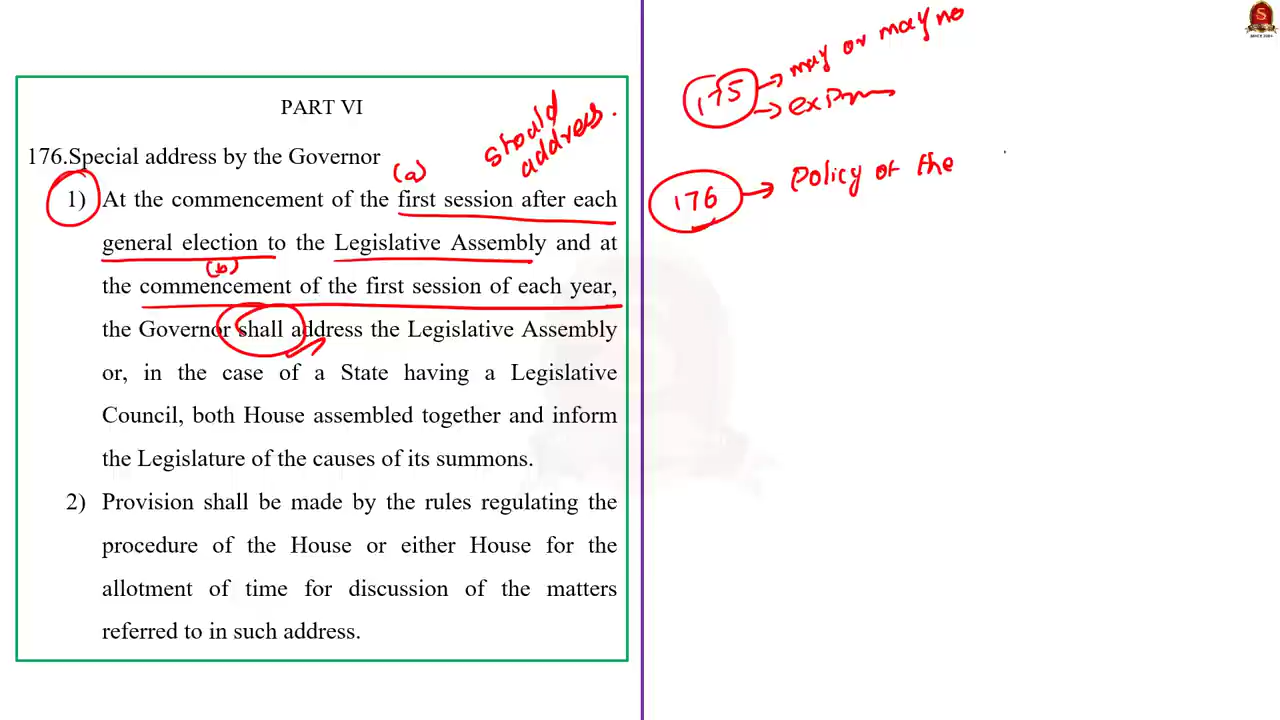 PART VI
should
address.
176.Special address by the Governor
(a)
1) At the commencement of the first session after each
general election to the Legislative Assembly and at
(b)
the commencement of the first session of each year,
the Governor shall address the Legislative Assembly
or, in the case of a State having a Legislative
Council, both House assembled together and inform
the Legislature of the causes of its summons.
2) Provision shall be made by the rules regulating the
procedure of the House or either House for the
allotment of time for discussion of the matters
referred to in such address.
175 → may or may no
→
176 → Policy of the
S